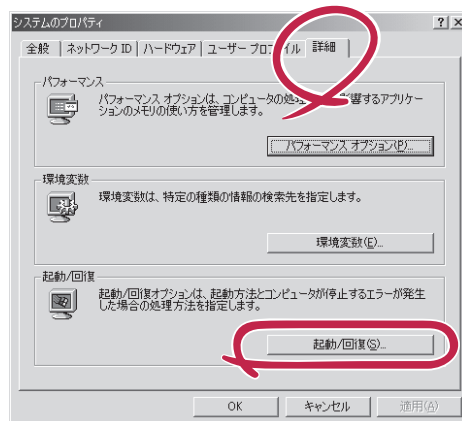 システムのプロパティ
全般 ネットワーク ID ハードウェア ユーザー プロファイル 詳細
パフォーマンス
パフォーマンス オプションは、コンピュータの処 響するアプリケー
ションのメモリの使い方を管理します。
パフォーマンス オプション(P)...
環境変数
環境変数は、特定の種類の情報の検索先を指定します。
環境変数(E)...
起動/回復
起動/回復オプションは、起動方法とコンピュータが停止するエラーが発生
した場合の処理方法を指定します。
起動/回復(S)...
OK キャンセル 適用(A)